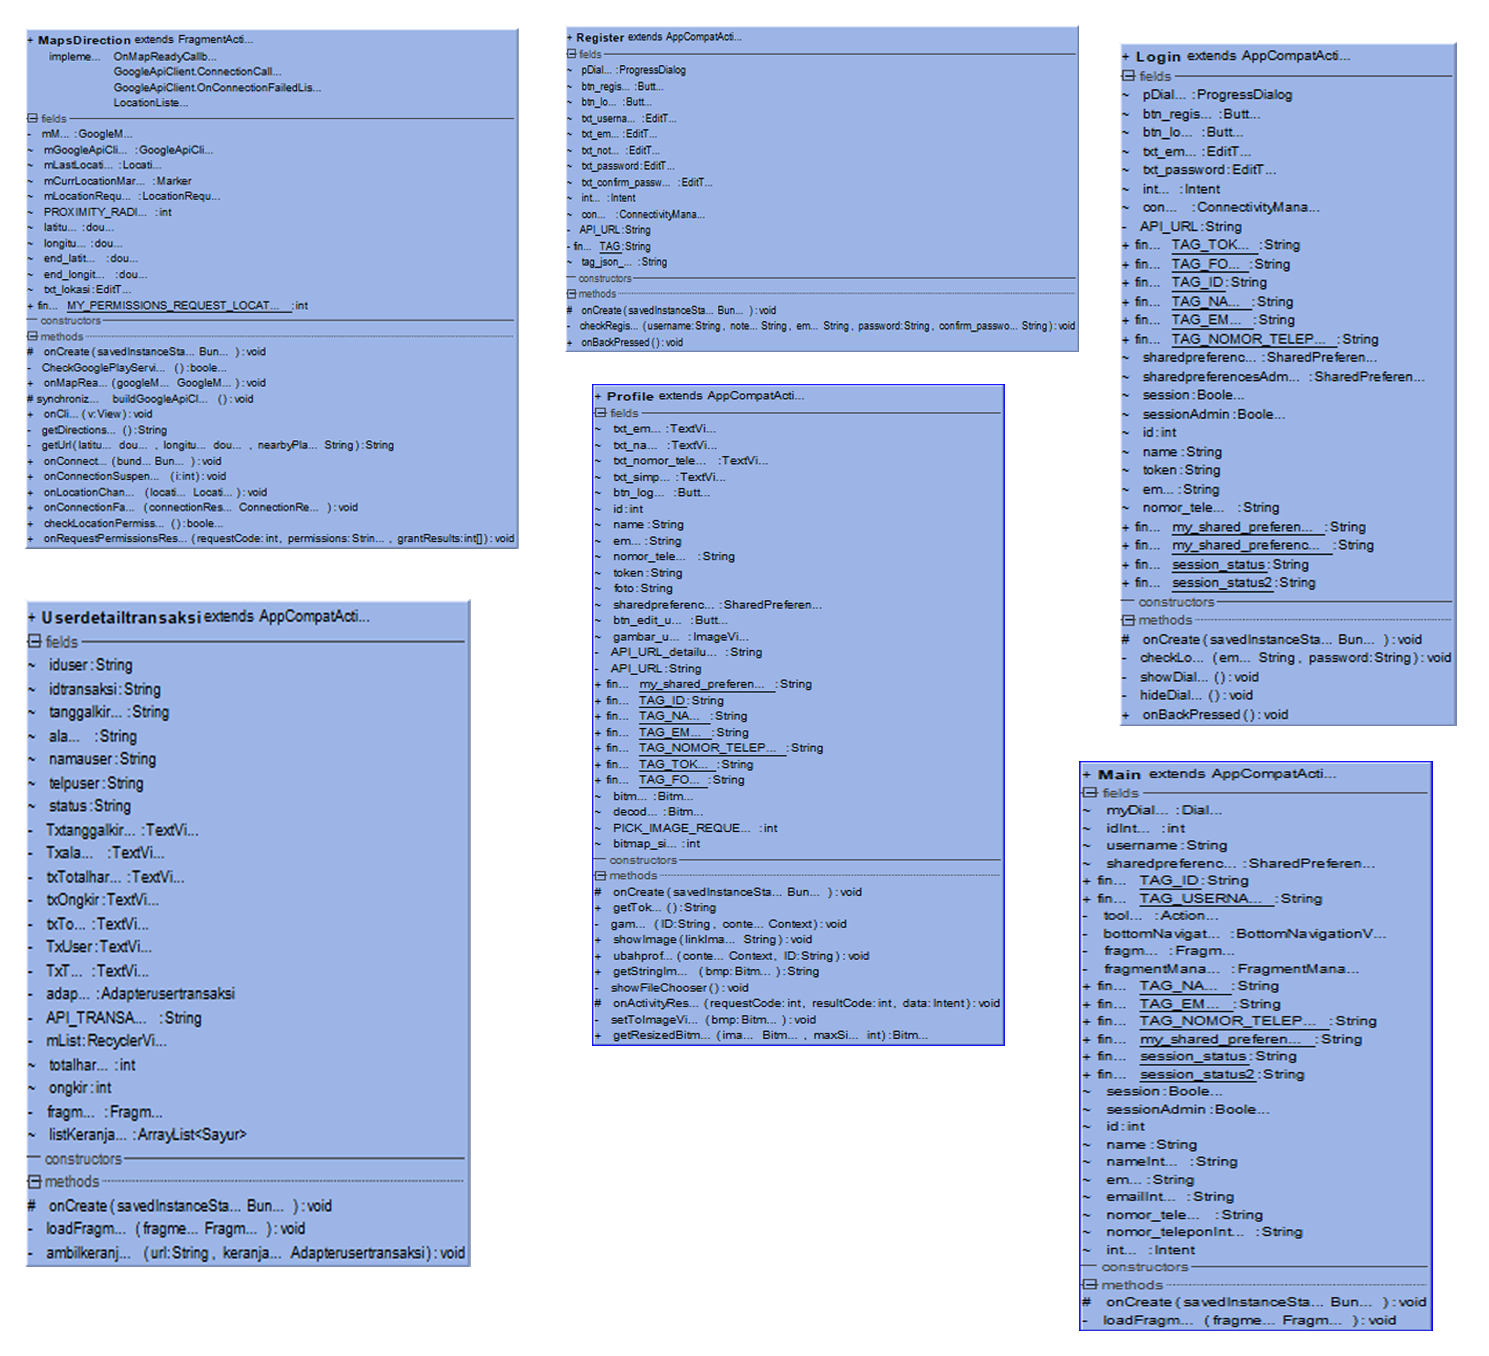 + MapsDirection extends FragmentActi...
impleme... OnMapReadyCallb...
GoogleApiClient.ConnectionCall...
GoogleApiClient.OnConnectionFailedLis...
LocationListe...
fields
- mM... :GoogleM...
~ mGoogleApiCli... :GoogleApiCli...
~ mLastLocati... :Locati...
~ mCurrLocationMar... :Marker
~ mLocationRequ... :LocationRequ...
~ PROXIMITY_RADI... :int
~ latitu... :dou...
~ longitu... :dou...
~ end_latit... :dou...
~ end_longit... :dou...
~ txt_lokasi:EditT...
+ fin... MY_PERMISSIONS_REQUEST_LOCAT... :int
constructors
methods
# onCreate(savedInstanceSta... Bun... ):void
- CheckGooglePlayServi... ():boole...
+ onMapRea... (googleM... GoogleM... ):void
# synchroniz... buildGoogleApiCl... ():void
+ onCli... (v:View):void
- getDirections... ():String
- getUrl(latitu... dou... , longitu... dou... , nearbyPla... String):String
+ onConnect... (bund... Bun... ):void
+ onConnectionSuspen... (i:int):void
+ onLocationChan... (locati... Locati... ):void
+ onConnectionFa... (connectionRes... ConnectionRe... ):void
+ checkLocationPermiss... ():boole...
+ onRequestPermissionsRes... (requestCode:int, permissions:Strin... , grantResults:int[]):void
+ Register extends AppCompatActi...
fields
~ pDial... :ProgressDialog
~ btn_regis... :Butt...
~ btn_lo... :Butt...
~ txt_userna... :EditT...
~ txt_em... :EditT...
~ txt_not... :EditT...
~ txt_password:EditT...
~ txt_confirm_passw... :EditT...
~ int... :Intent
~ con... :ConnectivityMana...
- API_URL:String
- fin... TAG:String
~ tag_json_... :String
constructors
methods
# onCreate(savedInstanceSta... Bun... ):void
- checkRegis... (username:String, note... String, em... String, password:String, confirm_passwo... String):void
+ onBackPressed():void
+ Login extends AppCompatActi...
fields
~ pDial... :ProgressDialog
~ btn_regis... :Butt...
~ btn_lo... :Butt...
~ txt_em... :EditT...
~ txt_password:EditT...
~ int... :Intent
~ con... :ConnectivityMana...
- API_URL:String
+ fin... TAG_TOK... :String
+ fin... TAG_FO... :String
+ fin... TAG_ID:String
+ fin... TAG_NA... :String
+ fin... TAG_EM... :String
+ fin... TAG_NOMOR_TELEP... :String
~ sharedpreferenc... :SharedPreferen...
~ sharedpreferencesAdm... :SharedPreferen...
~ session:Boole...
~ sessionAdmin:Boole...
~ id:int
~ name:String
~ token:String
~ em... :String
~ nomor_tele... :String
+ fin... my_shared_preferen... :String
+ fin... my_shared_preferenc... :String
+ fin... session_status:String
+ fin... session_status2:String
constructors
methods
# onCreate(savedInstanceSta... Bun... ):void
- checkLo... (em... String, password:String):void
- showDial... ():void
- hideDial... ():void
+ onBackPressed():void
+ Profile extends AppCompatActi...
fields
~ txt_em... :TextVi...
~ txt_na... :TextVi...
~ txt_nomor_tele... :TextVi...
~ txt_simp... :TextVi...
~ btn_log... :Butt...
~ id:int
~ name:String
~ em... :String
~ nomor_tele... :String
~ token:String
~ foto:String
~ sharedpreferenc... :SharedPreferen...
~ btn_edit_u... :Butt...
~ gambar_u... :ImageVi...
- API_URL_detailu... :String
- API_URL:String
+ fin... my_shared_preferen... :String
+ fin... TAG_ID:String
+ fin... TAG_NA... :String
+ fin... TAG_EM... :String
+ fin... TAG_NOMOR_TELEP... :String
+ fin... TAG_TOK... :String
+ fin... TAG_FO... :String
~ bitm... :Bitm...
~ decod... :Bitm...
~ PICK_IMAGE_REQUE... :int
~ bitmap_si... :int
constructors
methods
# onCreate(savedInstanceSta... Bun... ):void
+ getTok... ():String
- gam... (ID:String, conte... Context):void
+ showImage(linkIma... String):void
+ ubahprof... (conte... Context, ID:String):void
+ getStringIm... (bmp:Bitm... ):String
- showFileChooser():void
# onActivityRes... (requestCode:int, resultCode:int, data:Intent):void
- setToImageVi... (bmp:Bitm... ):void
+ getResizedBitm... (ima... Bitm... , maxSi... int):Bitm...
+ Userdetailtransaksi extends AppCompatActi...
fields
~ iduser:String
~ idtransaksi:String
~ tanggalkir... :String
~ ala... :String
~ namauser:String
~ telpuser:String
~ status:String
- Txtanggalkir... :TextVi...
- Txala... :TextVi...
- txTotalhar... :TextVi...
- txOngkir:TextVi...
- txTo... :TextVi...
- TxUser:TextVi...
- TxT... :TextVi...
- adap... :Adapterusertransaksi
- API_TRANSA... :String
- mList:RecyclerVi...
~ totalhar... :int
~ ongkir:int
- fragm... :Fragm...
~ listKeranja... :ArrayList<Sayur>
constructors
methods
# onCreate(savedInstanceSta... Bun... ):void
- loadFragm... (fragme... Fragm... ):void
- ambilkeranj... (url:String, keranja... Adapterusertransaksi):void
+ Main extends AppCompatActi...
fields
~ myDial... :Dial...
~ idInt... :int
~ username:String
~ sharedpreferenc... :SharedPreferen...
+ fin... TAG_ID:String
+ fin... TAG_USERNA... :String
- tool... :Action...
- bottomNavigat... :BottomNavigationV...
- fragm... :Fragm...
- fragmentMana... :FragmentMana...
+ fin... TAG_NA... :String
+ fin... TAG_EM... :String
+ fin... TAG_NOMOR_TELEP... :String
+ fin... my_shared_preferen... :String
+ fin... session_status:String
+ fin... session_status2:String
~ session:Boole...
~ sessionAdmin:Boole...
~ id:int
~ name:String
~ nameInt... :String
~ em... :String
~ emailInt... :String
~ nomor_tele... :String
~ nomor_teleponInt... :String
~ int... :Intent
constructors
methods
# onCreate(savedInstanceSta... Bun... ):void
- loadFragm... (fragme... Fragm... ):void